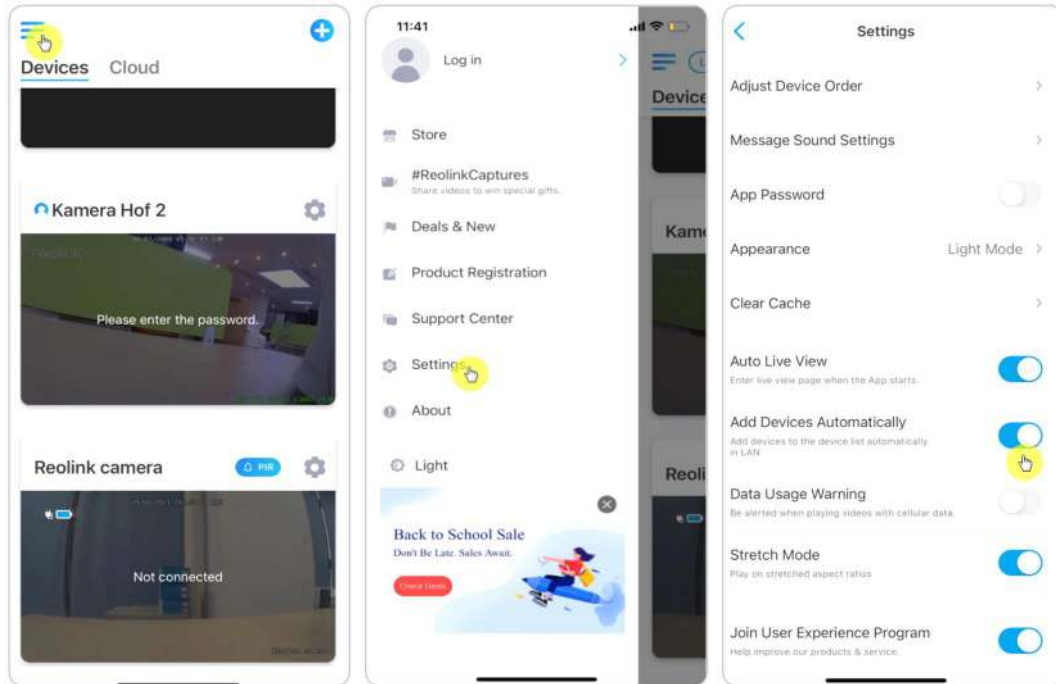 Devices Cloud
Kamera Hof 2
Please enter the password.
Reolink camera
PIR
Not connected
11:41
Log in
Store
#ReolinkCaptures
Share videos to win special gifts.
Deals & New
Product Registration
Support Center
Settings
About
Light
Back to School Sale
Don't Be Late. Sales Await.
Check Deals
L
Device
Kam
Reoli
Settings
Adjust Device Order
Message Sound Settings
App Password
Appearance Light Mode
Clear Cache
Auto Live View
Enter live view page when the App starts.
Add Devices Automatically
Add devices to the device list automatically
in LAN
Data Usage Warning
Be alerted when playing videos with cellular data.
Stretch Mode
Play on stretched aspect ratios
Join User Experience Program
Help improve our products & service.